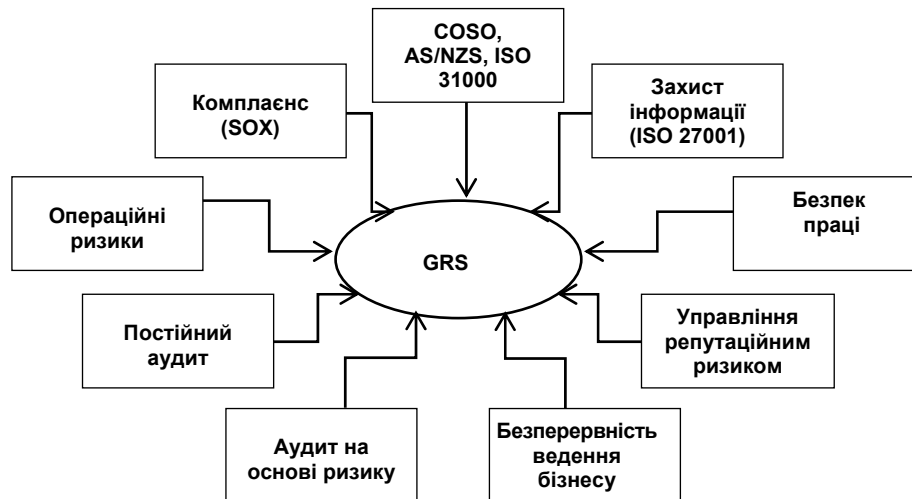 COSO,
AS/NZS, ISO
31000
Комплаєнс
(SOX)
Захист
інформації
(ISO 27001)
Операційні
ризики
Безпек
праці
GRS
Постійний
аудит
Управління
репутаційним
ризиком
Аудит на
основі ризику
Безперервність
ведення
бізнесу